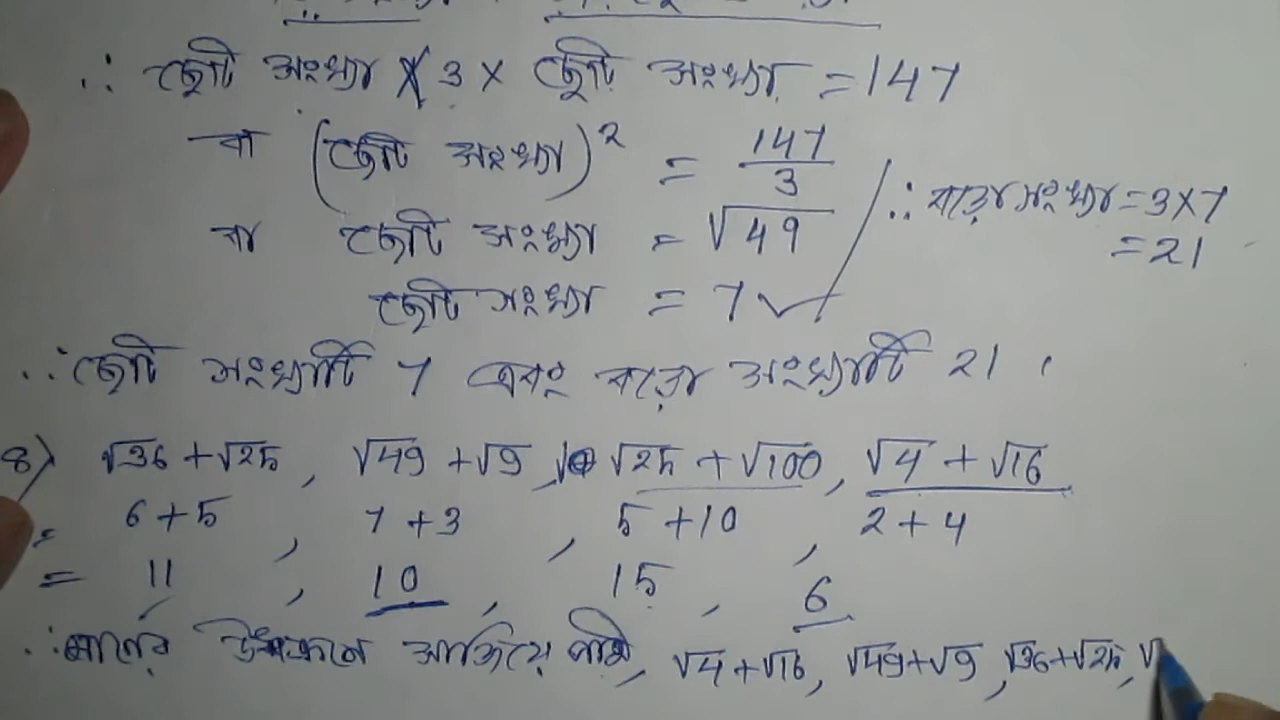 ∴ ছোট সংখ্যা × 3 × ছোট সংখ্যা = 147
বা (ছোট সংখ্যা)² = 147/3
বা ছোট সংখ্যা = √49
ছোট সংখ্যা = 7
∴ বড়ো সংখ্যা = 3×7
= 21
∴ ছোট সংখ্যাটি 7 এবং বড়ো সংখ্যাটি 21।
8) √36 + √25, √49 + √9, √25 + √100, √4 + √16
= 6+5, 7+3, 5+10, 2+4
= 11, 10, 15, 6
∴ মানের উর্ধ্বক্রমে সাজিয়ে পাই, √4+√16, √49+√9, √36+√25, √